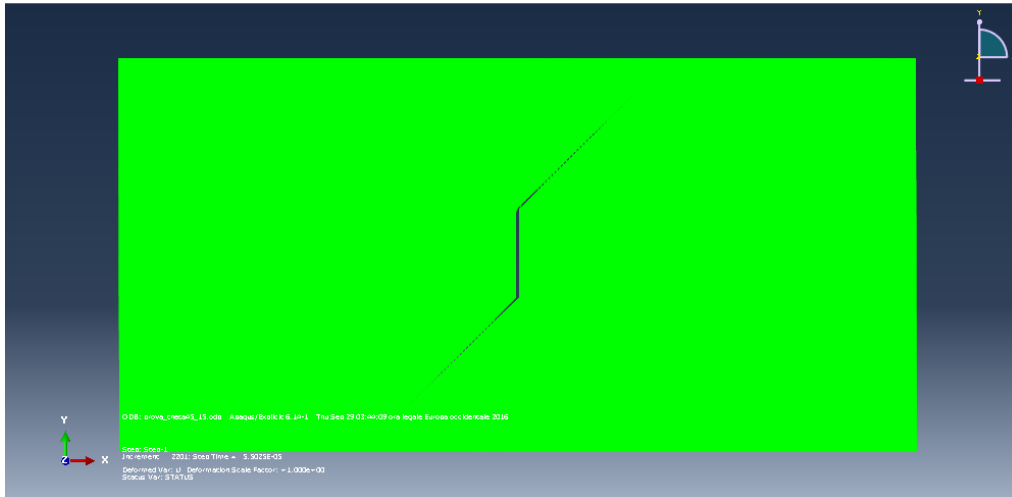 Y
Y
Z X
ODB: prova_theta45_15.odb Abaqus/Explicit 6.14-1 Thu Sep 29 03:44:09 ora legale Europa occidentale 2016
Step: Step-1
Increment 2201: Step Time = 5.5025E-05
Deformed Var: U Deformation Scale Factor: +1.000e+00
Status Var: STATUS